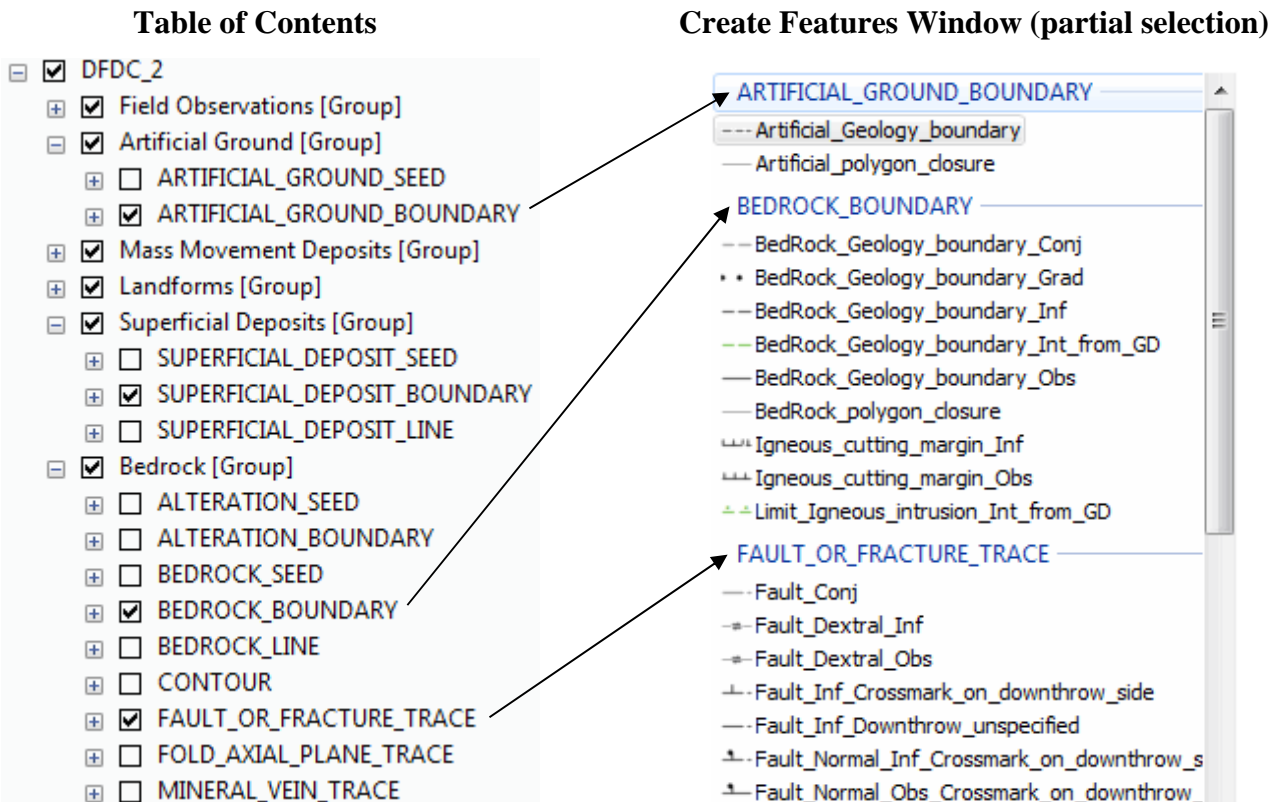 Table of Contents
DFDC_2
Field Observations [Group]
Artificial Ground [Group]
ARTIFICIAL_GROUND_SEED
ARTIFICIAL_GROUND_BOUNDARY
Mass Movement Deposits [Group]
Landforms [Group]
Superficial Deposits [Group]
SUPERFICIAL_DEPOSIT_SEED
SUPERFICIAL_DEPOSIT_BOUNDARY
SUPERFICIAL_DEPOSIT_LINE
Bedrock [Group]
ALTERATION_SEED
ALTERATION_BOUNDARY
BEDROCK_SEED
BEDROCK_BOUNDARY
BEDROCK_LINE
CONTOUR
FAULT_OR_FRACTURE_TRACE
FOLD_AXIAL_PLANE_TRACE
MINERAL_VEIN_TRACE
Create Features Window (partial selection)
ARTIFICIAL_GROUND_BOUNDARY
Artificial_Geology_boundary
Artificial_polygon_closure
BEDROCK_BOUNDARY
BedRock_Geology_boundary_Conj
BedRock_Geology_boundary_Grad
BedRock_Geology_boundary_Inf
BedRock_Geology_boundary_Int_from_GD
BedRock_Geology_boundary_Obs
BedRock_polygon_closure
Igneous_cutting_margin_Inf
Igneous_cutting_margin_Obs
Limit_Igneous_intrusion_Int_from_GD
FAULT_OR_FRACTURE_TRACE
Fault_Conj
Fault_Dextral_Inf
Fault_Dextral_Obs
Fault_Inf_Crossmark_on_downthrow_side
Fault_Inf_Downthrow_unspecified
Fault_Normal_Inf_Crossmark_on_downthrow_s
Fault_Normal_Obs_Crossmark_on_downthrow_